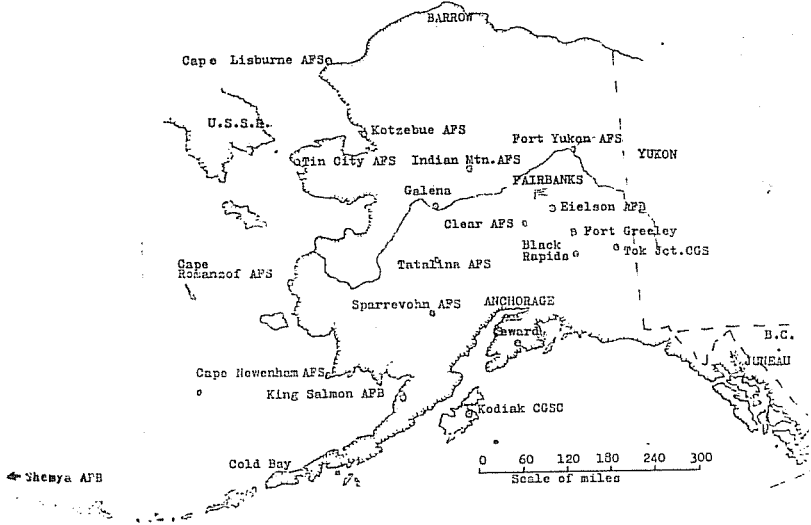 BARROW
Cape Lisburne AFS
U.S.S.R.
Kotzebue AFS
Fort Yukon AFS
YUKON
Tin City AFS
Indian Mtn. AFS
FAIRBANKS
Galena
Eielson AFB
Clear AFS
Fort Greeley
Black
Rapids
Tok Jct.CGS
Cape
Romanzof AFS
Tatalina AFS
Sparrevohn AFS
ANCHORAGE
Seward
B.C.
JUNEAU
Cape Newenham AFS
King Salmon AFB
Kodiak CGSC
Cold Bay
Shemya AFB
0 60 120 180 240 300
Scale of miles